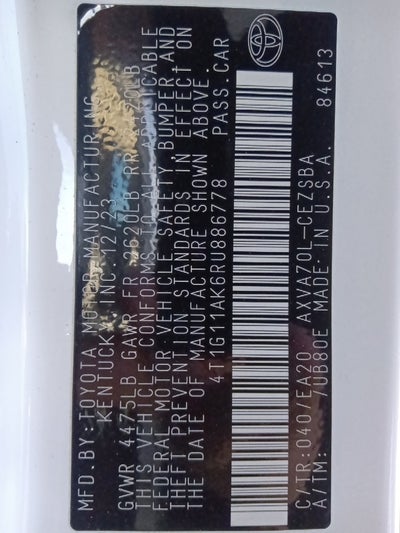 MFD.BY:TOYOTA MOTOR MANUFACTURING
KENTUCKY, INC. 12/23
GVWR 4475LB GAWR FR 2620LB RR
THIS VEHICLE CONFORMS TO ALL APPLICABLE
FEDERAL MOTOR VEHICLE SAFETY, BUMPER AND
THEFT PREVENTION STANDARDS IN EFFECT ON
THE DATE OF MANUFACTURE SHOWN ABOVE.
4T1G11AK6RU886778 PASS.CAR
C/TR:040/EA20 AXVA70L-CEZSBA
A/TM: /UB80E MADE IN U.S.A. 84613